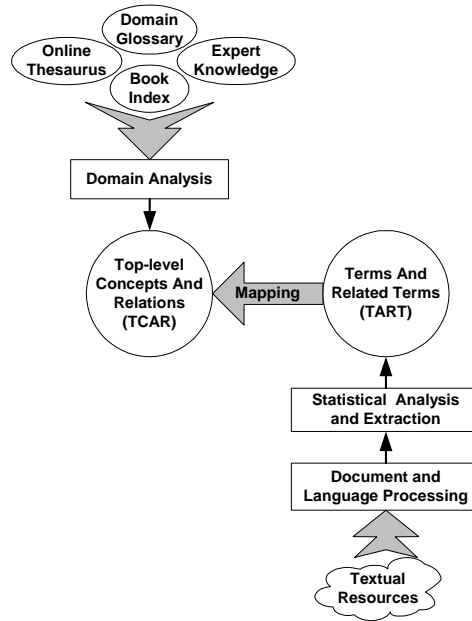 Domain
Glossary
Online
Thesaurus
Expert
Knowledge
Book
Index
Domain Analysis
Top-level
Concepts And
Relations
(TCAR)
Mapping
Terms And
Related Terms
(TART)
Statistical Analysis
and Extraction
Document and
Language Processing
Textual
Resources